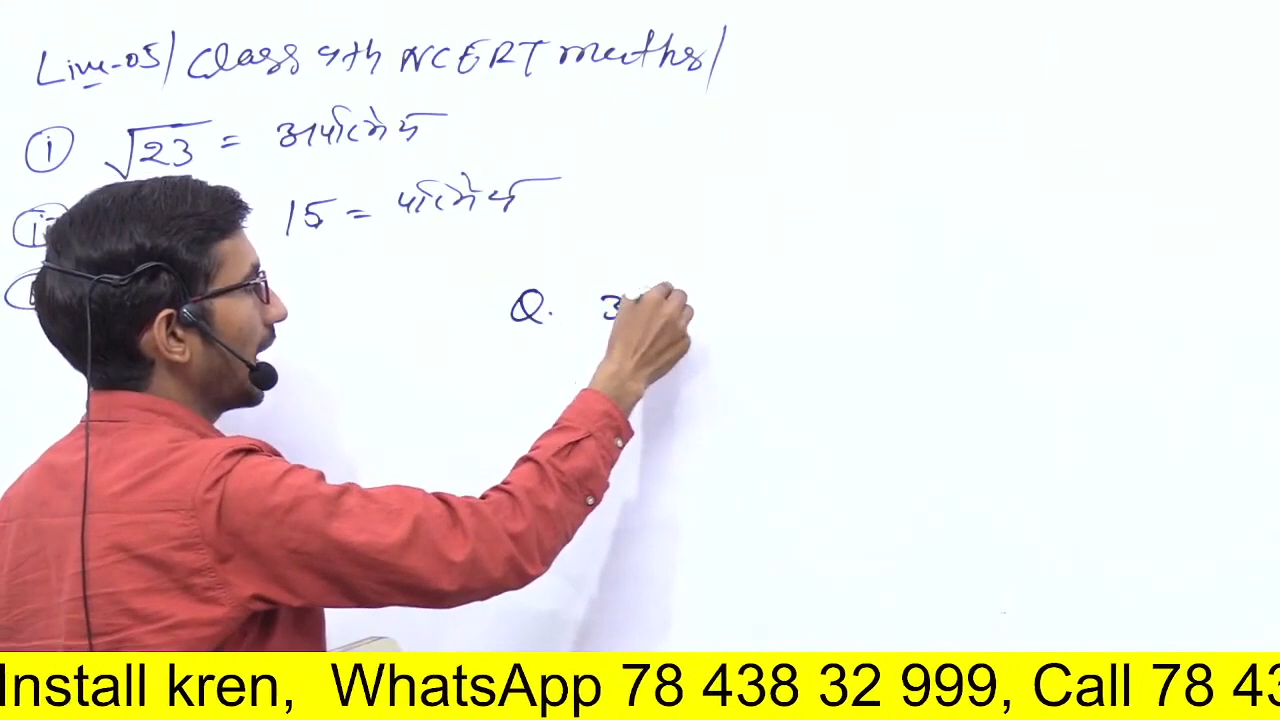 Live-05/ Class 9th NCERT maths/
(i) √23 = अपरिमेय
15 = परिमेय
Q. 3
Install kren, WhatsApp 78 438 32 999, Call 78 43